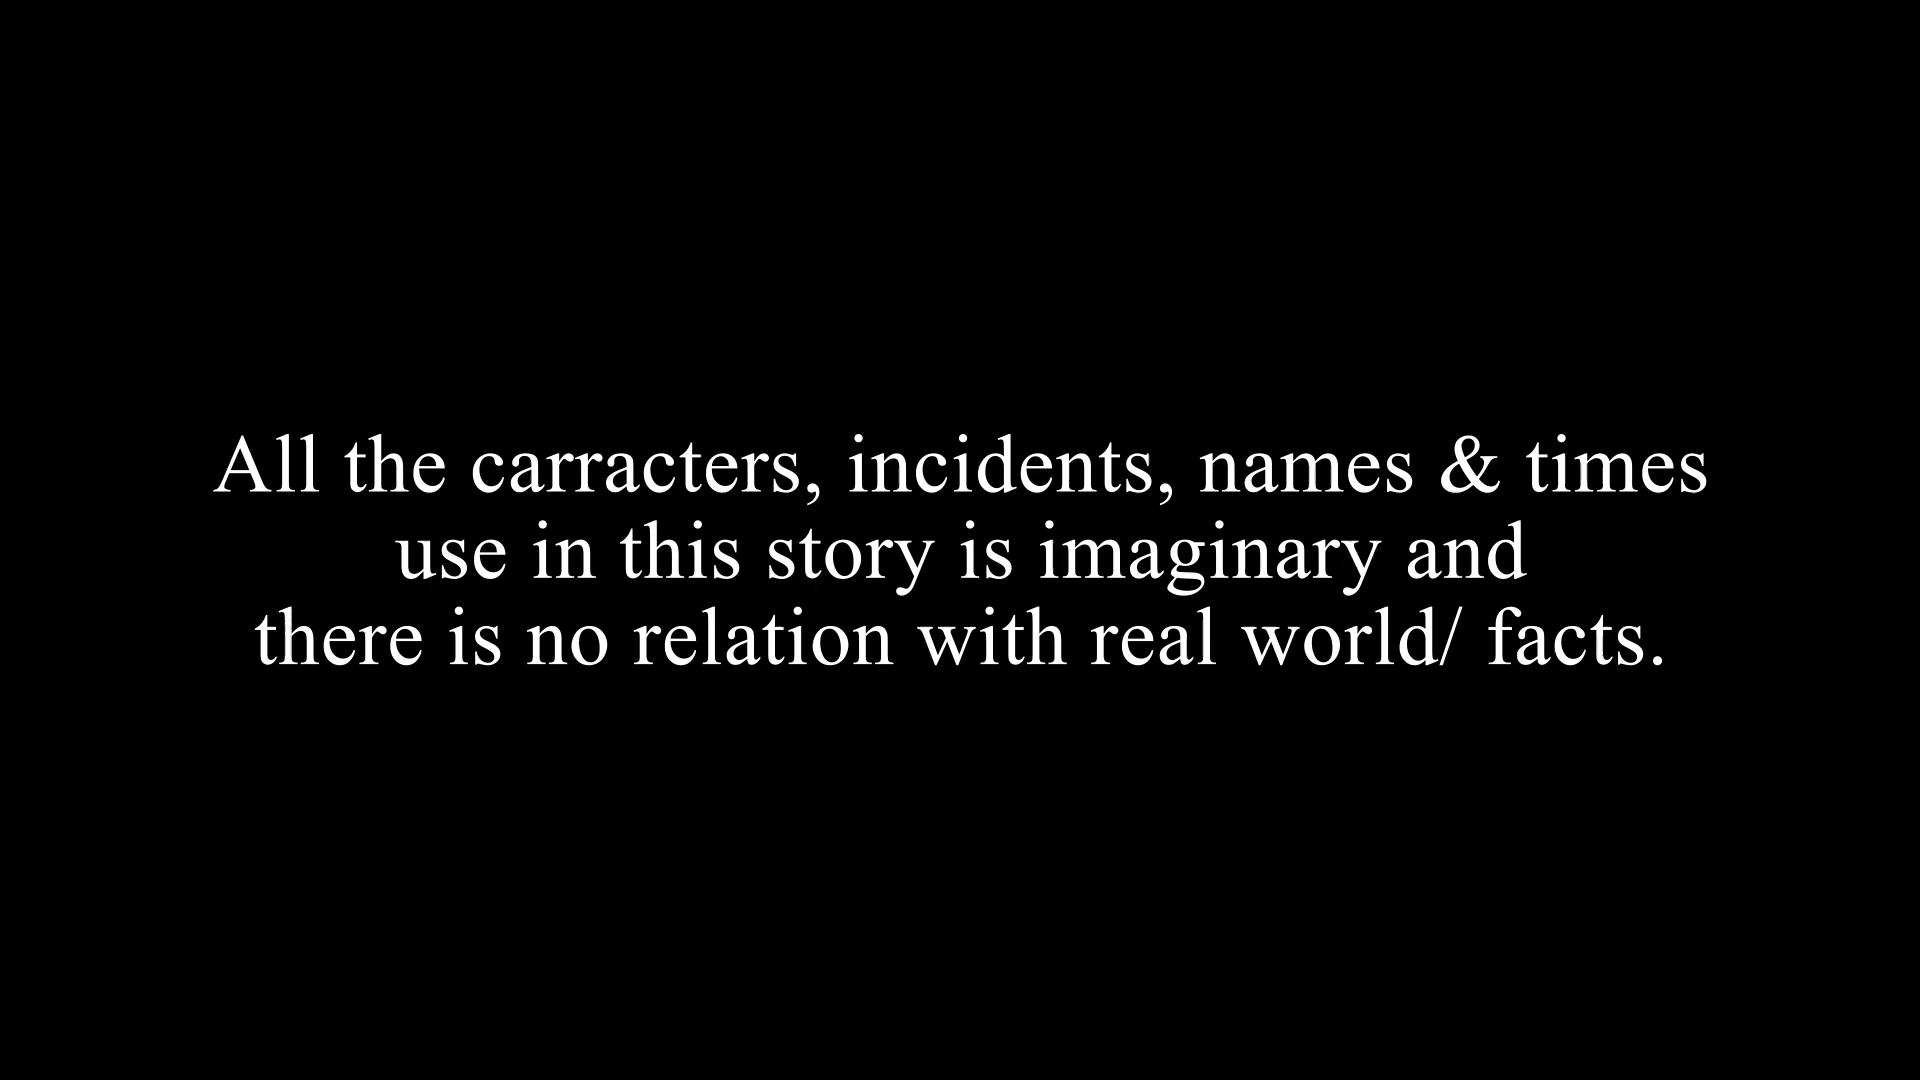 All the carracters, incidents, names & times
use in this story is imaginary and
there is no relation with real world/ facts.